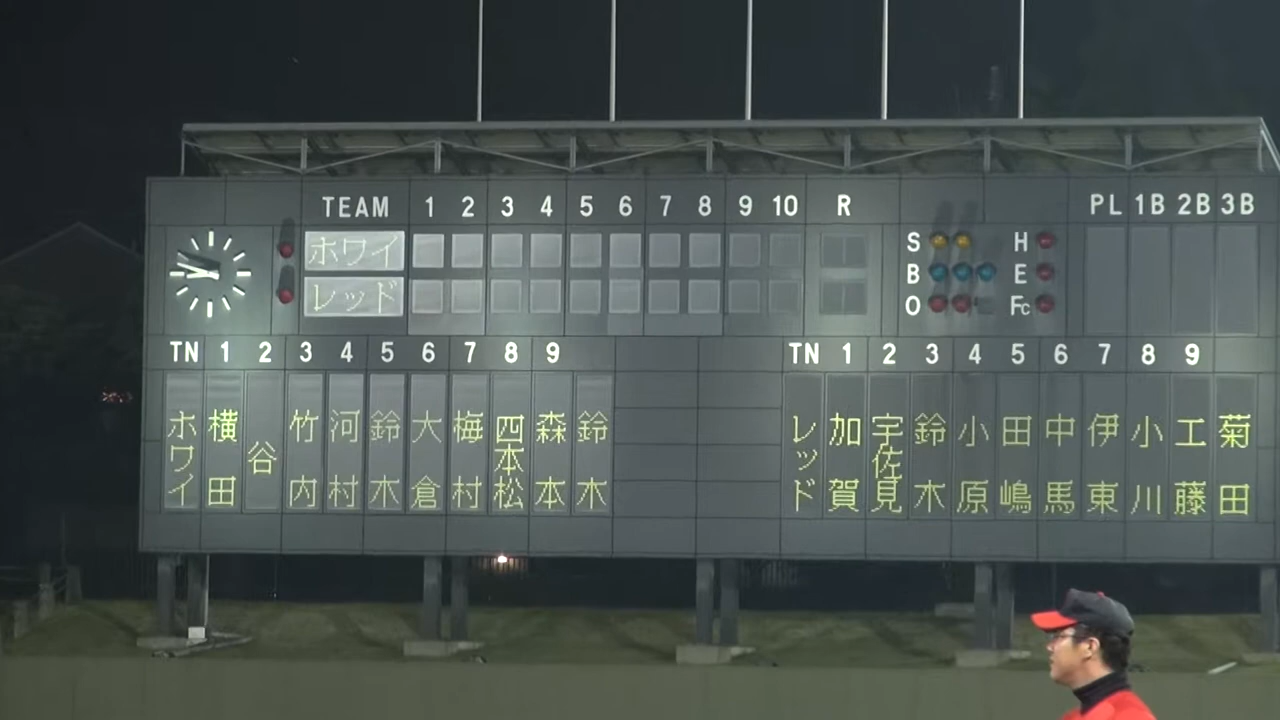 TEAM 1 2 3 4 5 6 7 8 9 10 R
PL 1B 2B 3B
ホワイ
レッド
S H
B E
O Fc
TN 1 2 3 4 5 6 7 8 9
ホワイ 横田 谷 竹内 河村 鈴木 大倉 梅村 四本松 森本 鈴木
TN 1 2 3 4 5 6 7 8 9
レッド 加賀 宇佐見 鈴木 小原 田嶋 中馬 伊東 小川 工藤 菊田